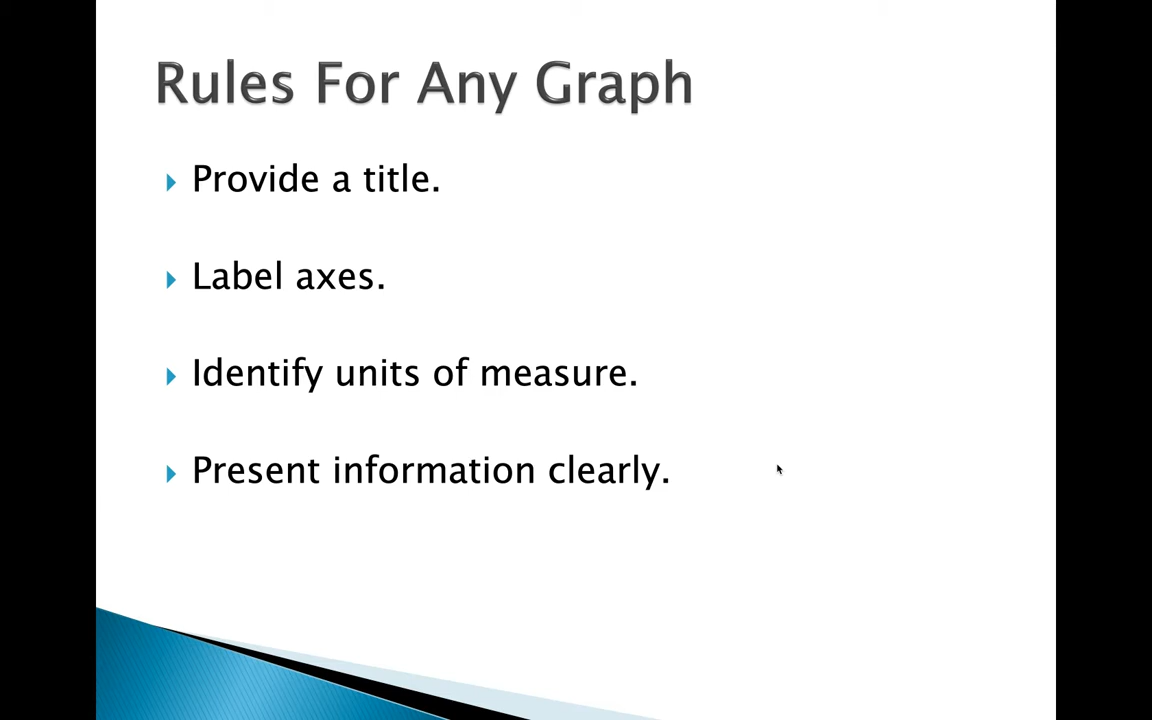 Rules For Any Graph
Provide a title.
Label axes.
Identify units of measure.
Present information clearly.